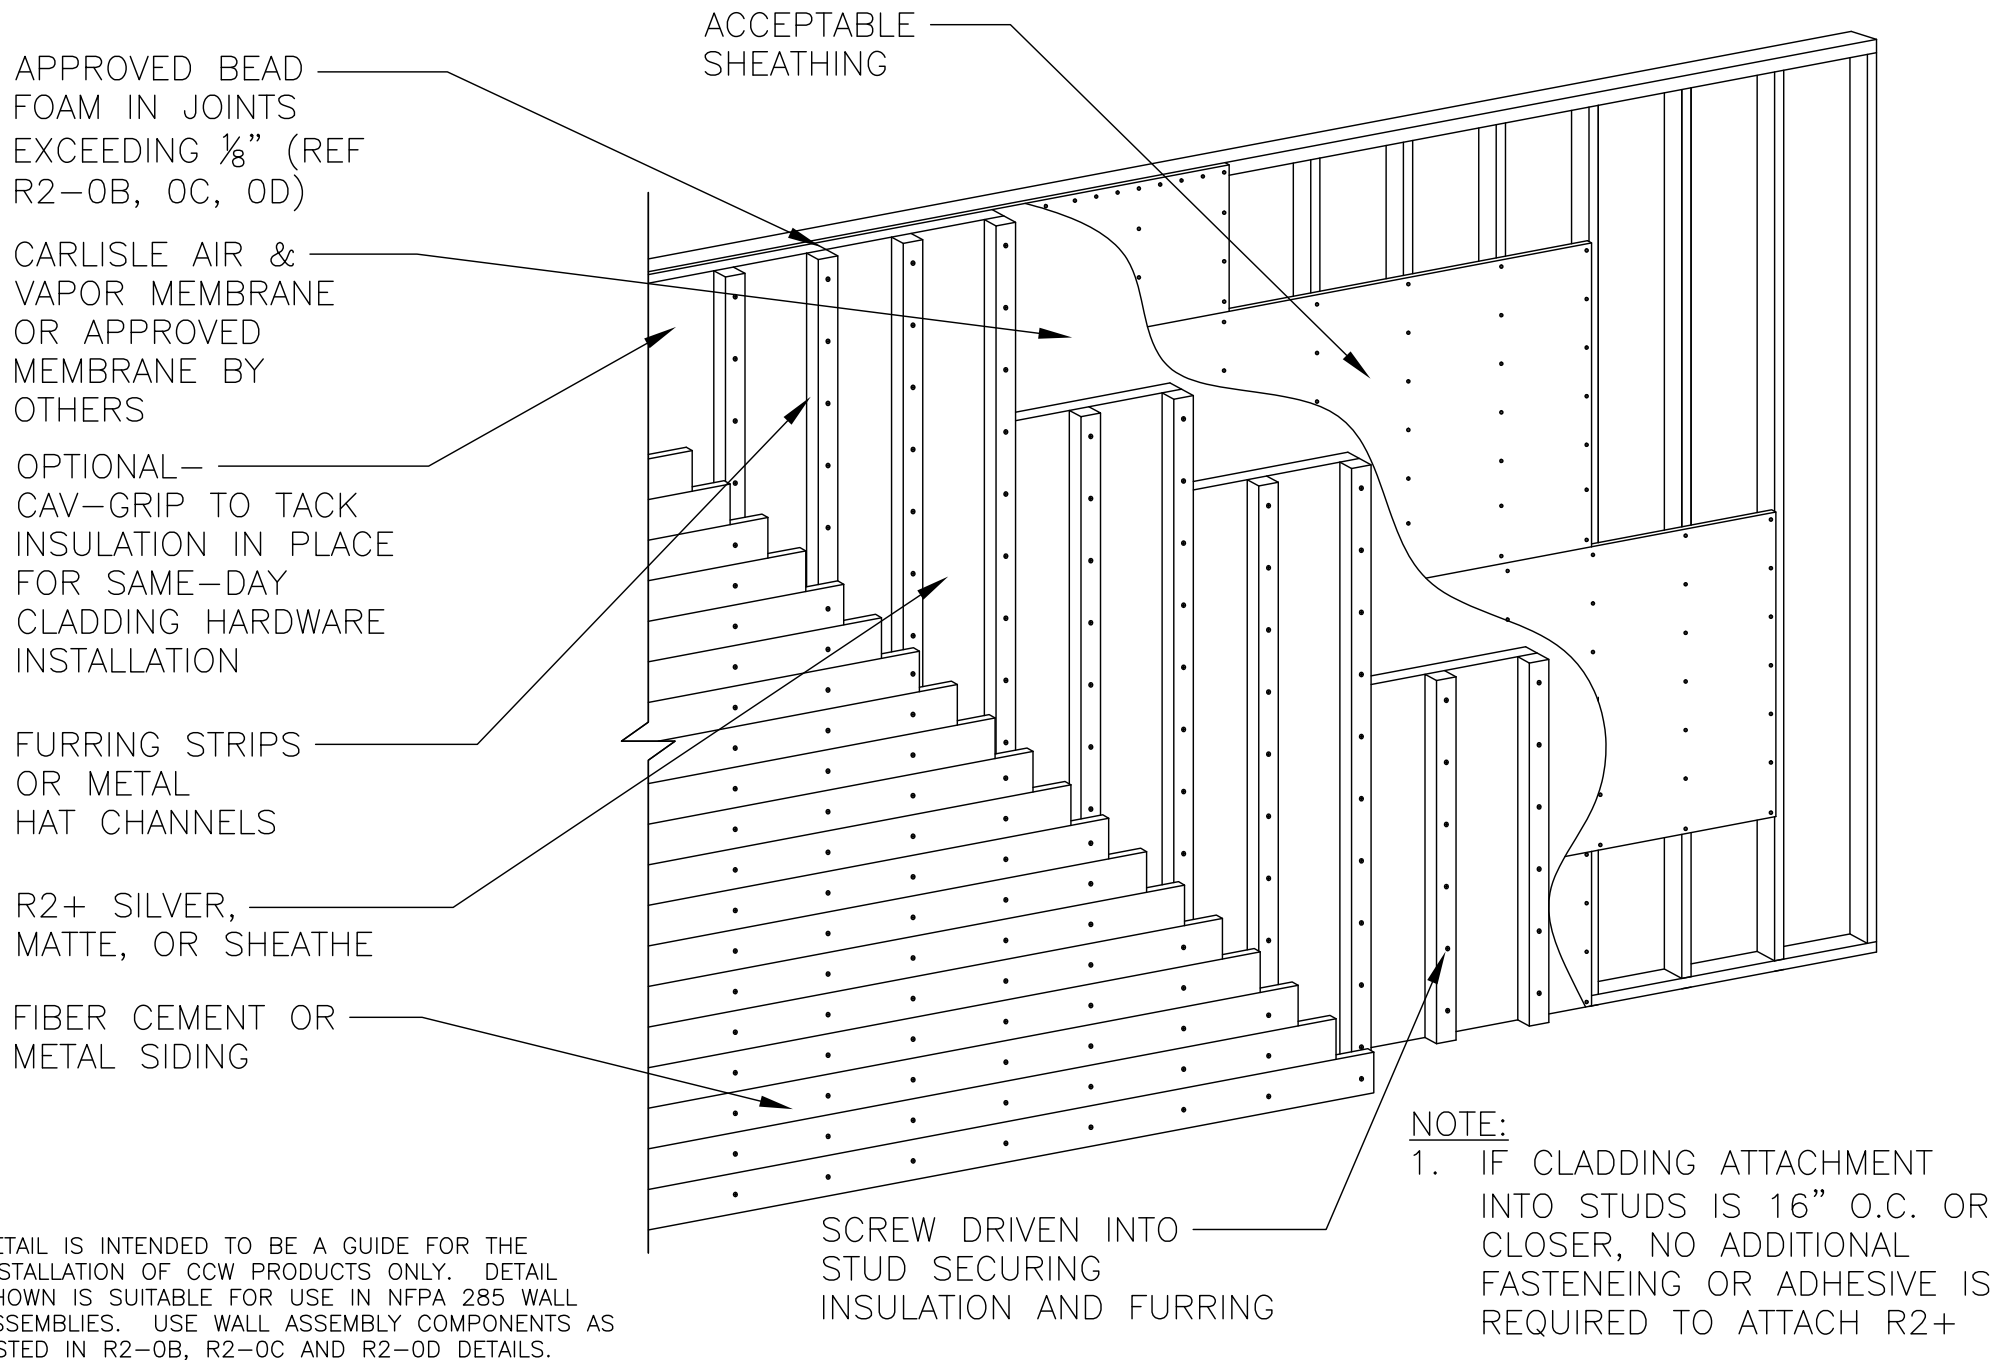 ACCEPTABLE
SHEATHING
APPROVED BEAD
FOAM IN JOINTS
EXCEEDING ⅛” (REF
R2-0B, 0C, 0D)
CARLISLE AIR &
VAPOR MEMBRANE
OR APPROVED
MEMBRANE BY
OTHERS
OPTIONAL-
CAV-GRIP TO TACK
INSULATION IN PLACE
FOR SAME-DAY
CLADDING HARDWARE
INSTALLATION
FURRING STRIPS
OR METAL
HAT CHANNELS
R2+ SILVER,
MATTE, OR SHEATHE
FIBER CEMENT OR
METAL SIDING
SCREW DRIVEN INTO
STUD SECURING
INSULATION AND FURRING
NOTE:
1. IF CLADDING ATTACHMENT
INTO STUDS IS 16” O.C. OR
CLOSER, NO ADDITIONAL
FASTENEING OR ADHESIVE IS
REQUIRED TO ATTACH R2+
ETAIL IS INTENDED TO BE A GUIDE FOR THE
STALLATION OF CCW PRODUCTS ONLY. DETAIL
HOWN IS SUITABLE FOR USE IN NFPA 285 WALL
SSEMBLIES. USE WALL ASSEMBLY COMPONENTS AS
STED IN R2-0B, R2-0C AND R2-0D DETAILS.